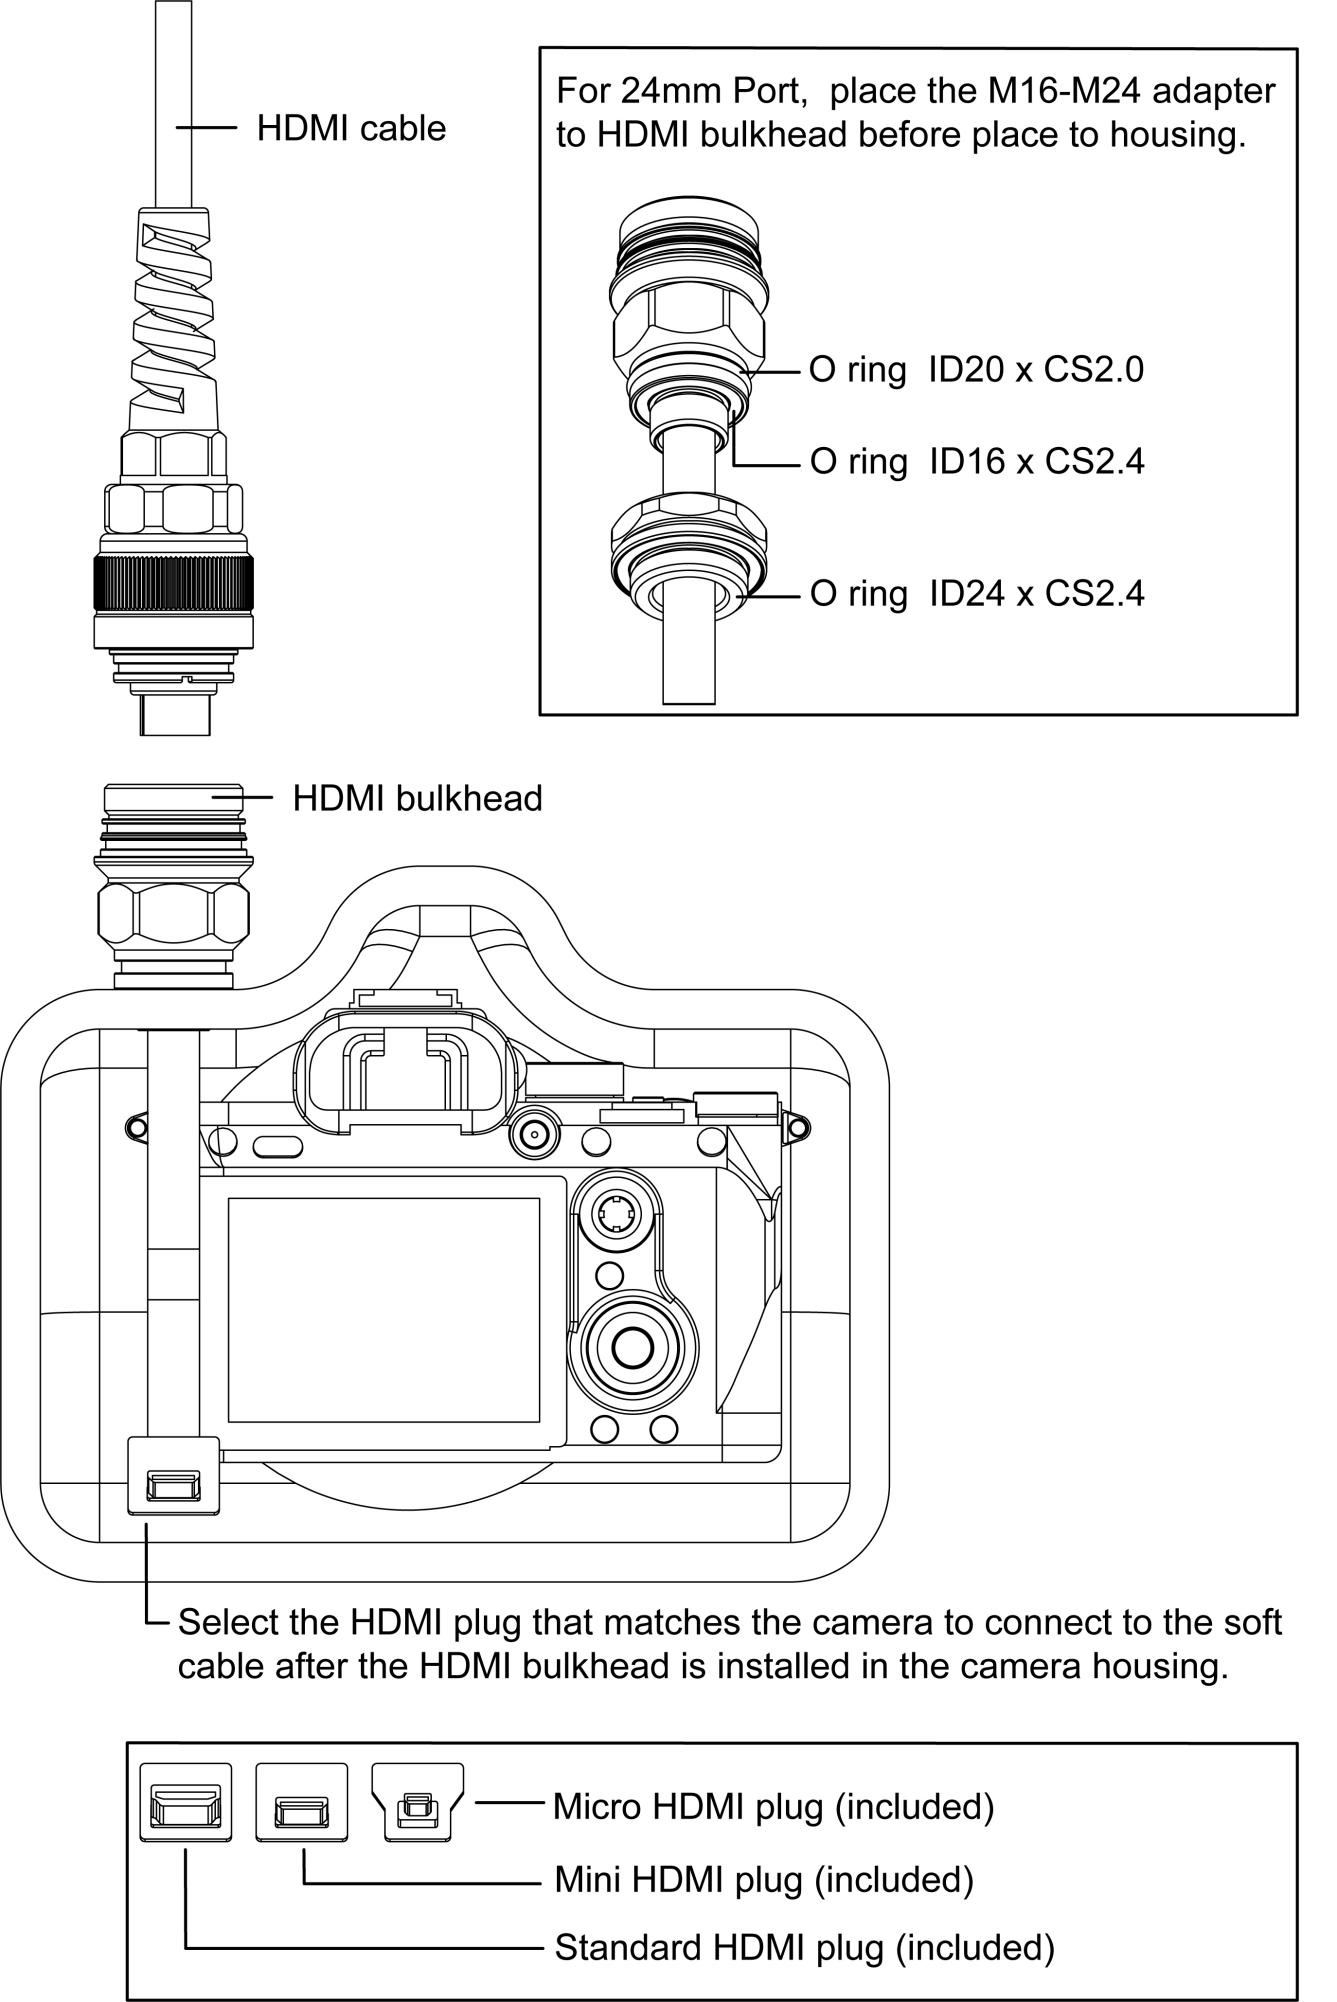 HDMI cable
For 24mm Port,  place the M16-M24 adapter
to HDMI bulkhead before place to housing.
O ring  ID20 x CS2.0
O ring  ID16 x CS2.4
O ring  ID24 x CS2.4
HDMI bulkhead
Select the HDMI plug that matches the camera to connect to the soft
cable after the HDMI bulkhead is installed in the camera housing.
Micro HDMI plug (included)
Mini HDMI plug (included)
Standard HDMI plug (included)